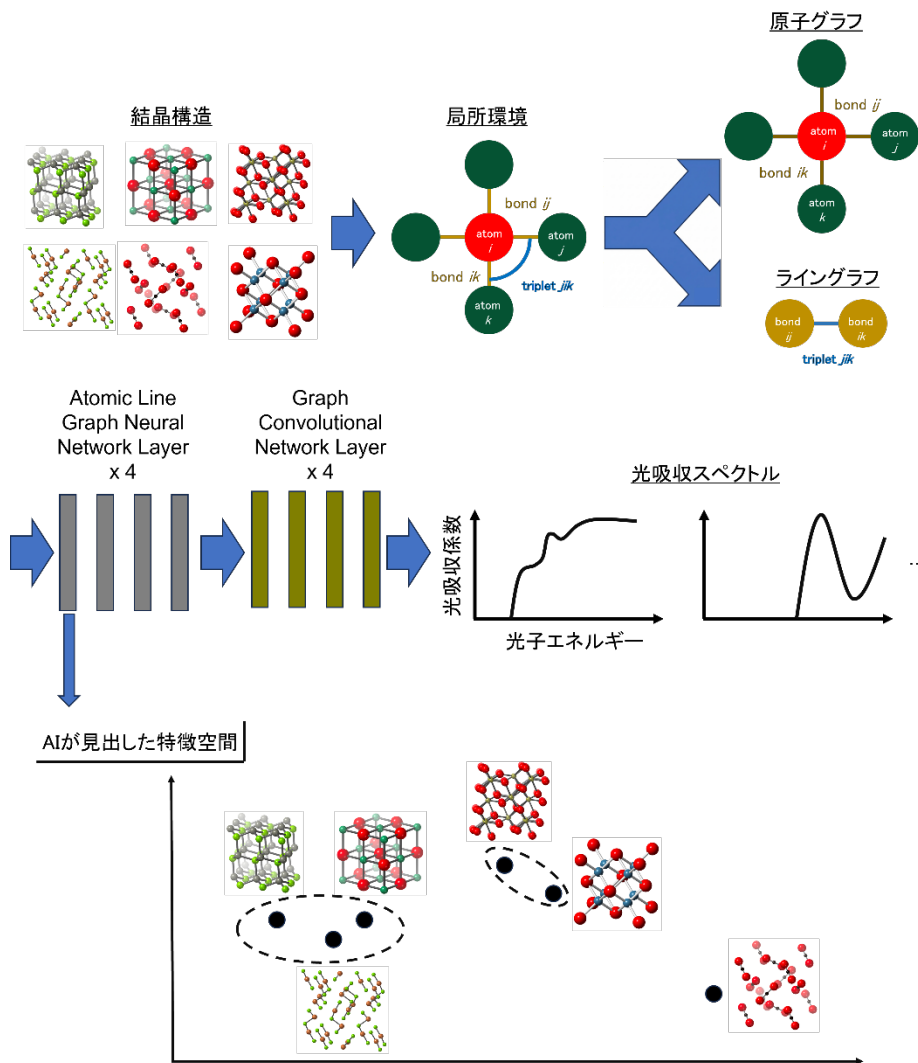 原子グラフ
bond ij
atom
i
atom
j
bond ik
atom
k
結晶構造
局所環境
bond ij
atom
i
atom
j
bond ik
triplet jik
atom
k
ライングラフ
bond
ij
bond
ik
triplet jik
Atomic Line
Graph Neural
Network Layer
x 4
Graph
Convolutional
Network Layer
x 4
光吸収スペクトル
光吸収係数
光子エネルギー
...
AIが見出した特徴空間